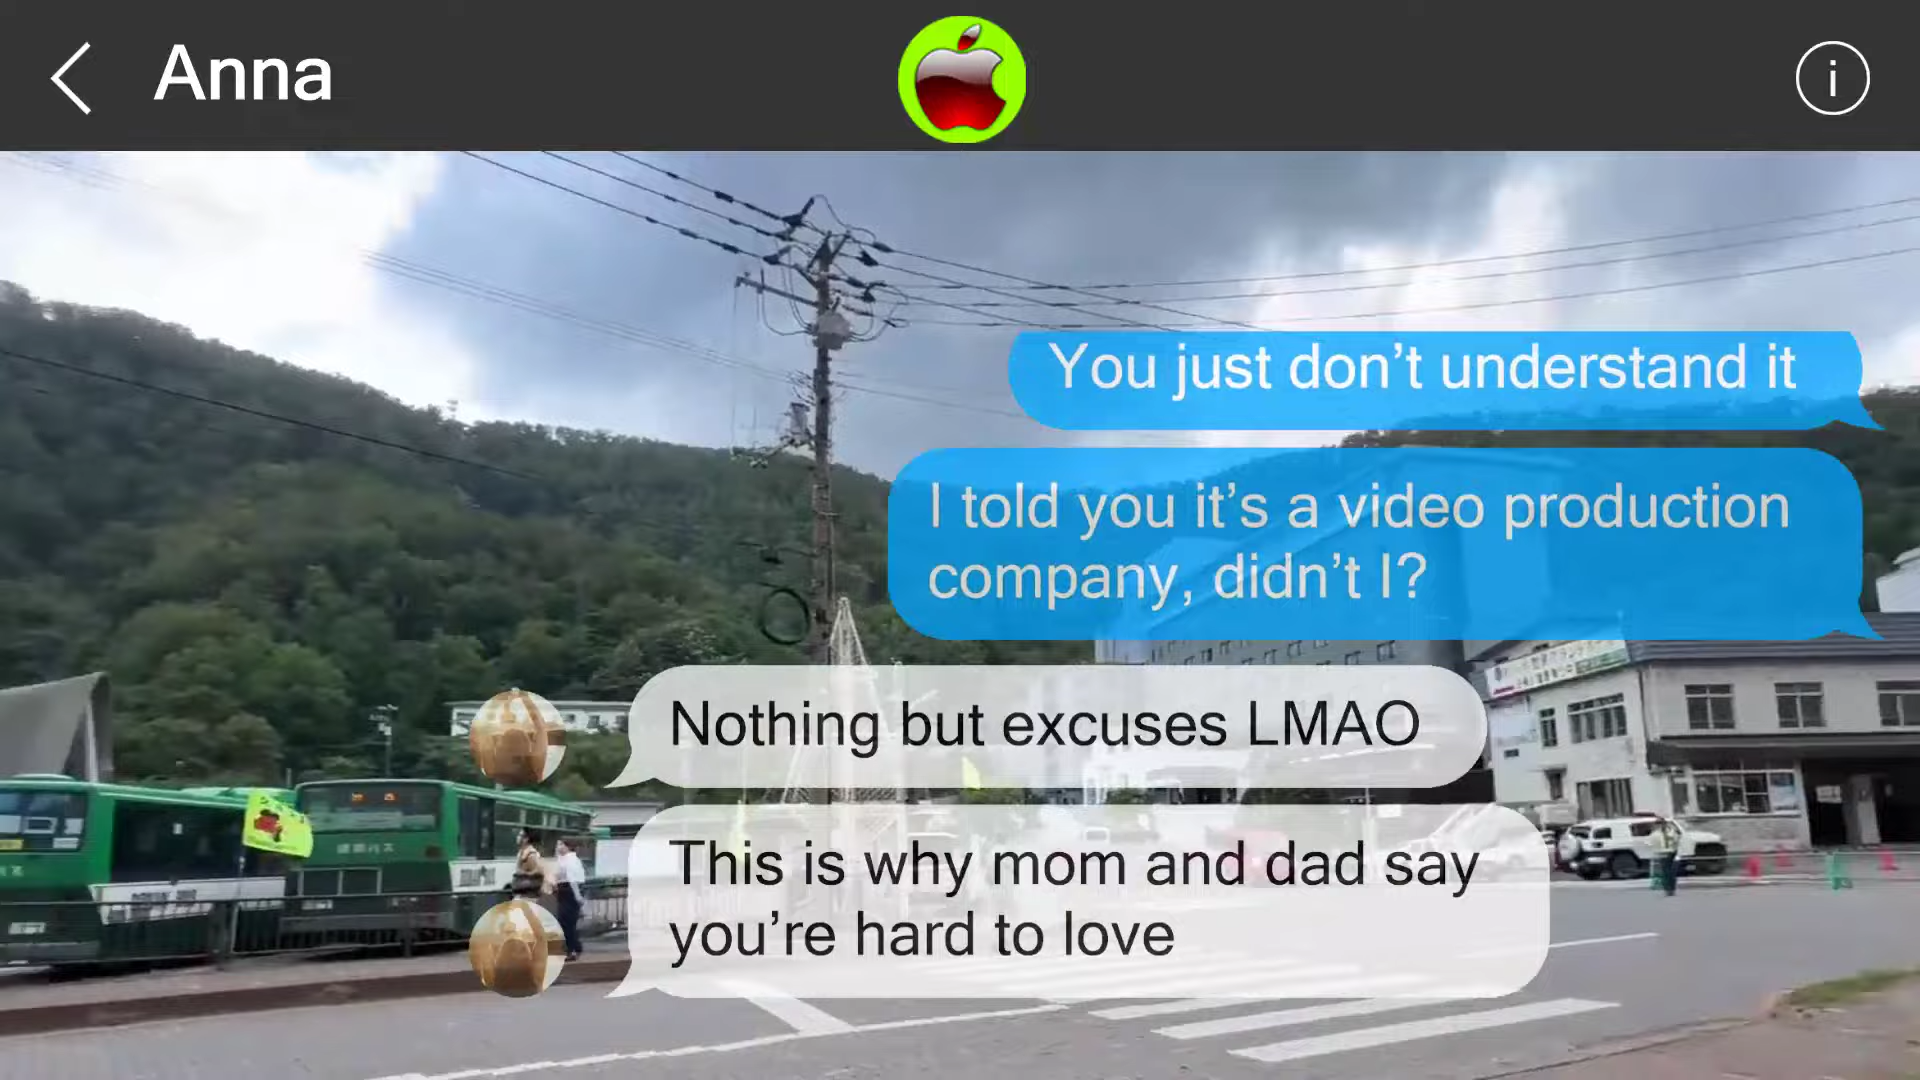 Anna
i
You just don’t understand it
I told you it’s a video production
company, didn’t I?
Nothing but excuses LMAO
This is why mom and dad say
you’re hard to love